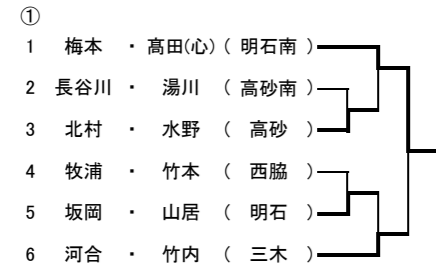 ①
1 梅本 ・ 髙田(心) ( 明石南 )
2 長谷川 ・ 湯川 ( 高砂南 )
3 北村 ・ 水野 ( 高砂 )
4 牧浦 ・ 竹本 ( 西脇 )
5 坂岡 ・ 山居 ( 明石 )
6 河合 ・ 竹内 ( 三木 )